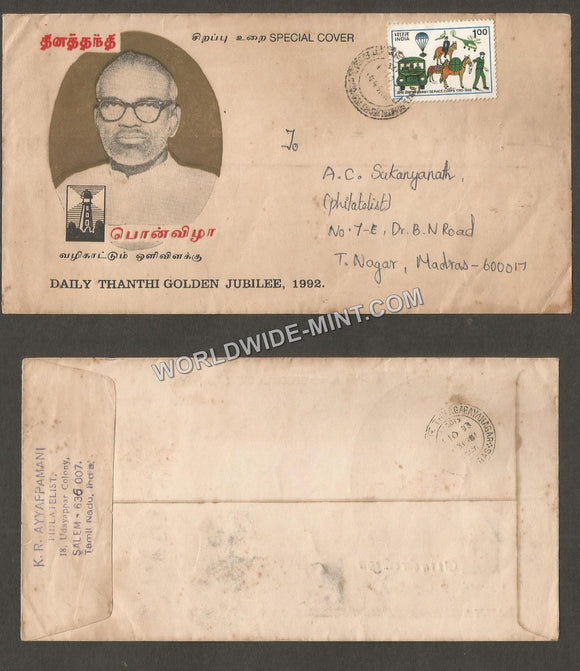 தினத்தந்தி
சிறப்பு உறை SPECIAL COVER
भारत
INDIA
1.00
To
A.C. Sukanyanath,
(philatelist)
No. 7-E, Dr. B.N Road
T. Nagar, Madras-600017
பொன்விழா
வழிகாட்டும் ஒளிவிளக்கு
DAILY THANTHI GOLDEN JUBILEE, 1992.
WORLDWIDE-MINT.COM
K. R. AYYAPPAMANI
PHILATELIST,
18, Udayappar Colony,
SALEM - 636 007.
Tamil Nadu, India